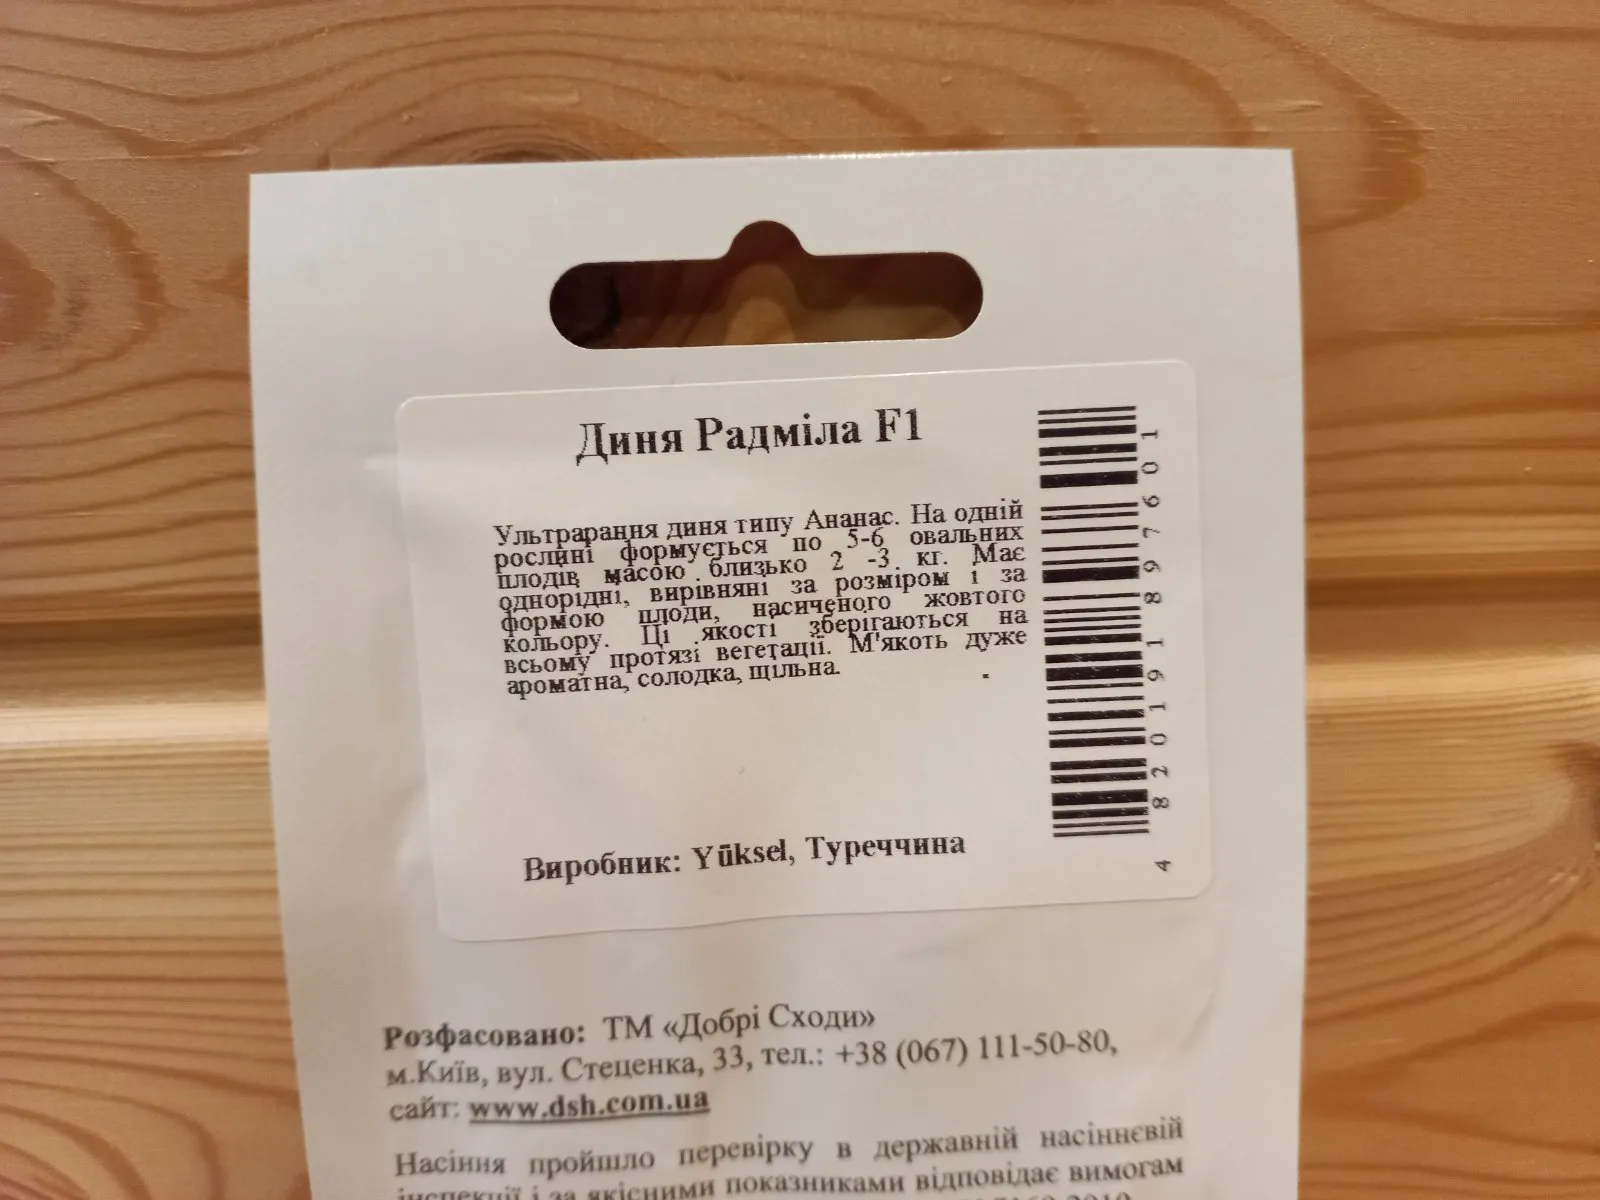 Диня Радміла F1
Ультрарання диня типу Ананас. На одній
рослині формується по 5-6 овальних
плодів масою близько 2 -3 кг. Має
однорідні, вирівняні за розміром і за
формою плоди, насиченого жовтого
кольору. Ці якості зберігаються на
всьому протязі вегетації. М'якоть дуже
ароматна, солодка, щільна.
Виробник: Yüksel, Туреччина
4 820191 897601
Розфасовано: ТМ «Добрі Сходи»
м.Київ, вул. Стеценка, 33, тел.: +38 (067) 111-50-80,
сайт: www.dsh.com.ua
Насіння пройшло перевірку в державній насіннєвій
інспекції і за якісними показниками відповідає вимогам